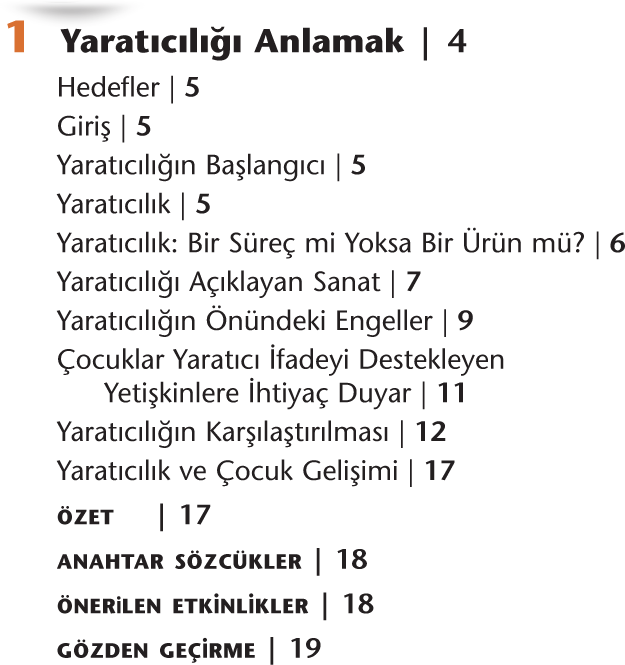 1 Yaratıcılığı Anlamak | 4
Hedefler | 5
Giriş | 5
Yaratıcılığın Başlangıcı | 5
Yaratıcılık | 5
Yaratıcılık: Bir Süreç mi Yoksa Bir Ürün mü? | 6
Yaratıcılığı Açıklayan Sanat | 7
Yaratıcılığın Önündeki Engeller | 9
Çocuklar Yaratıcı İfadeyi Destekleyen
Yetişkinlere İhtiyaç Duyar | 11
Yaratıcılığın Karşılaştırılması | 12
Yaratıcılık ve Çocuk Gelişimi | 17
ÖZET | 17
ANAHTAR SÖZCÜKLER | 18
ÖNERİLEN ETKİNLİKLER | 18
GÖZDEN GEÇİRME | 19